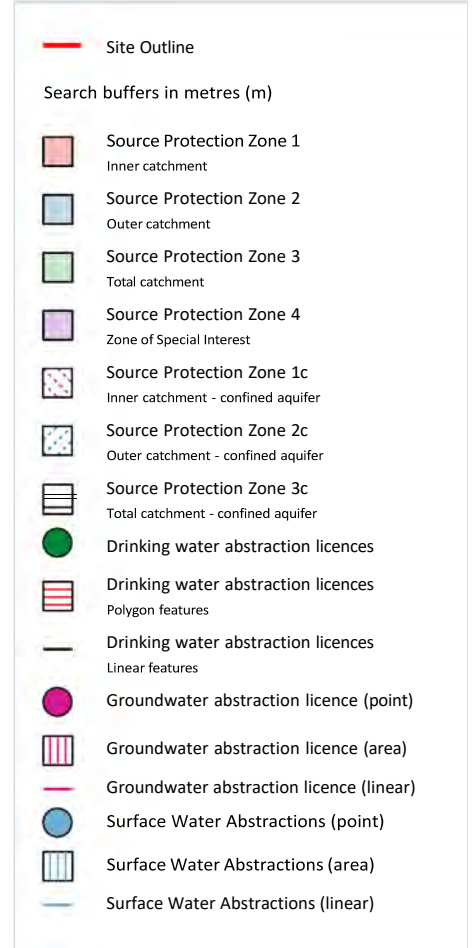 Site Outline
Search buffers in metres (m)
Source Protection Zone 1
Inner catchment
Source Protection Zone 2
Outer catchment
Source Protection Zone 3
Total catchment
Source Protection Zone 4
Zone of Special Interest
Source Protection Zone 1c
Inner catchment - confined aquifer
Source Protection Zone 2c
Outer catchment - confined aquifer
Source Protection Zone 3c
Total catchment - confined aquifer
Drinking water abstraction licences
Drinking water abstraction licences
Polygon features
Drinking water abstraction licences
Linear features
Groundwater abstraction licence (point)
Groundwater abstraction licence (area)
Groundwater abstraction licence (linear)
Surface Water Abstractions (point)
Surface Water Abstractions (area)
Surface Water Abstractions (linear)